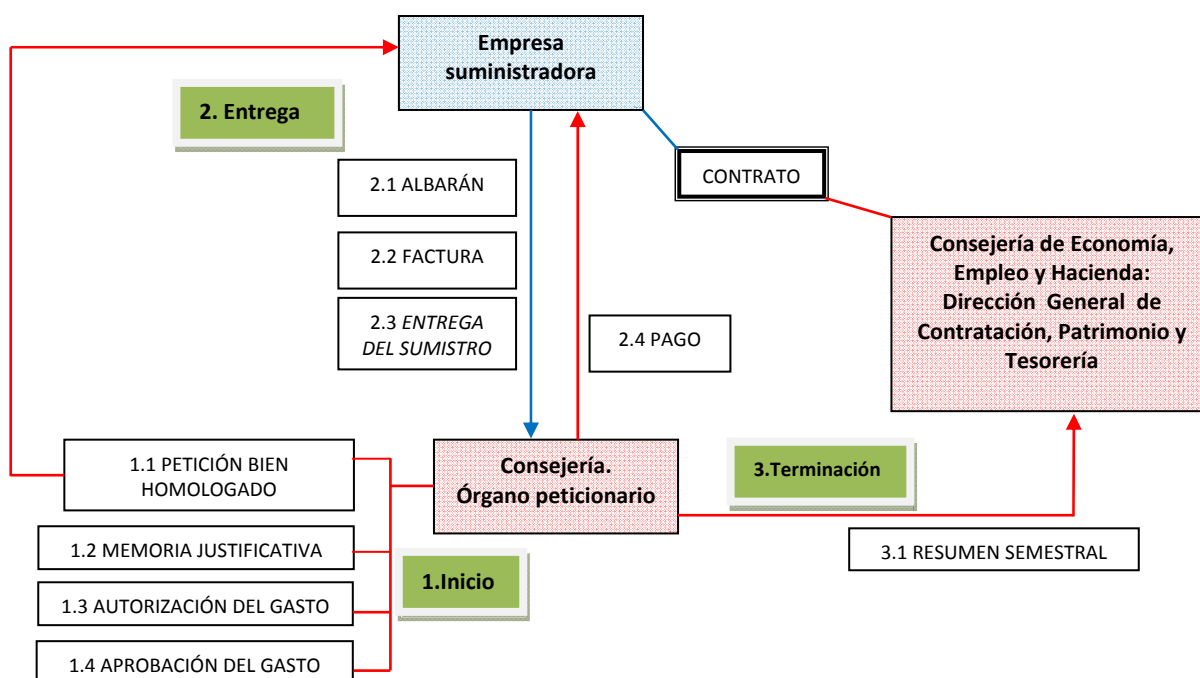 Empresa
suministradora
2. Entrega
2.1 ALBARÁN
CONTRATO
2.2 FACTURA
Consejería de Economía,
Empleo y Hacienda:
Dirección General de
Contratación, Patrimonio y
Tesorería
2.3 ENTREGA
DEL SUMISTRO
2.4 PAGO
1.1 PETICIÓN BIEN
HOMOLOGADO
Consejería.
Órgano peticionario
3.Terminación
1.2 MEMORIA JUSTIFICATIVA
3.1 RESUMEN SEMESTRAL
1.Inicio
1.3 AUTORIZACIÓN DEL GASTO
1.4 APROBACIÓN DEL GASTO